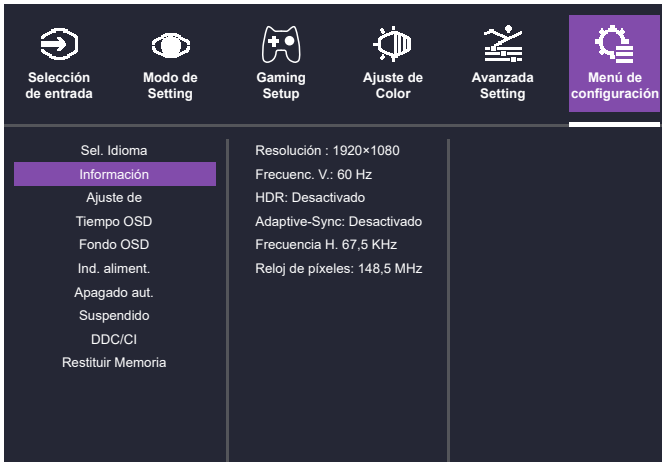 Selección
de entrada
Modo de
Setting
Gaming
Setup
Ajuste de
Color
Avanzada
Setting
Menú de
configuración
Sel. Idioma
Información
Ajuste de
Tiempo OSD
Fondo OSD
Ind. aliment.
Apagado aut.
Suspendido
DDC/CI
Restituir Memoria
Resolución : 1920×1080
Frecuenc. V.: 60 Hz
HDR: Desactivado
Adaptive-Sync: Desactivado
Frecuencia H. 67,5 KHz
Reloj de píxeles: 148,5 MHz